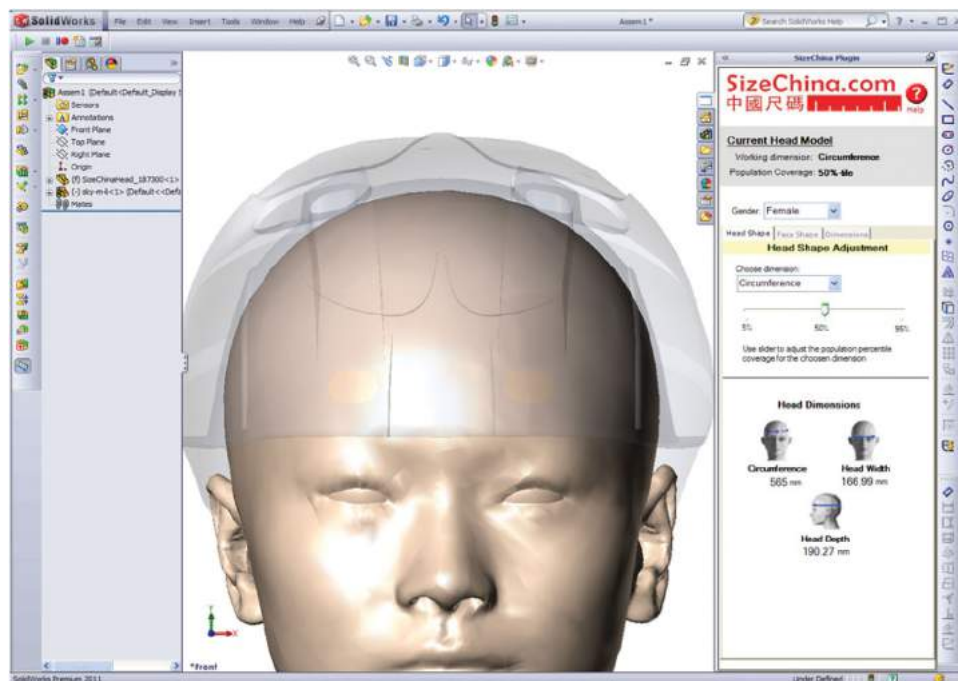 SolidWorks File Edit View Insert Tools Window Help Assem1 * Search SolidWorks Help
Assem1 (Default<Default_Display S
Sensors
Annotations
Front Plane
Top Plane
Right Plane
Origin
(f) SizeChinaHead_187300<1>
Mates
*Front
SizeChina Plugin
SizeChina.com
中國尺碼
Help
Current Head Model
Working dimension: Circumference
Population Coverage: 50%-tile
Gender: Female
Head Shape Face Shape Dimensions
Head Shape Adjustment
Choose dimension:
Circumference
5% 50% 95%
Use slider to adjust the population percentile
coverage for the choosen dimension
Head Dimensions
Circumference Head Width
565 mm 166.99 mm
Head Depth
190.27 mm
SolidWorks Premium 2011 Under Defined